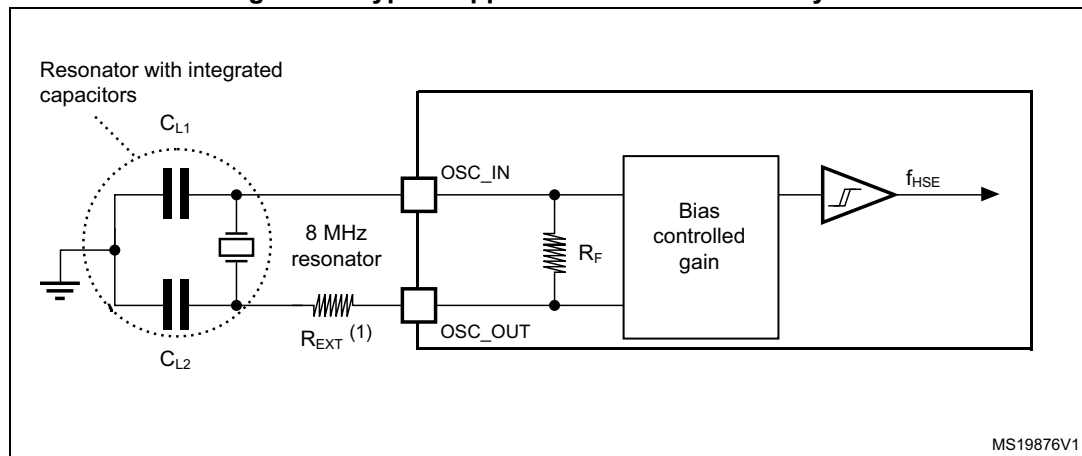 Resonator with integrated
capacitors
CL1
OSC_IN
fHSE
8 MHz
resonator
RF
Bias
controlled
gain
REXT (1)
OSC_OUT
CL2
MS19876V1